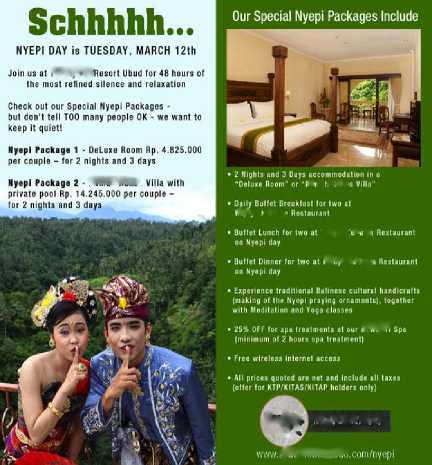 Schhhhh...
NYEPI DAY is TUESDAY, MARCH 12th
Join us at Resort Ubud for 48 hours of
the most refined silence and relaxation
Check out our Special Nyepi Packages -
but don't tell TOO many people OK - we want to
keep it quiet!
Nyepi Package 1 - DeLuxe Room Rp. 4.825.000
per couple – for 2 nights and 3 days
Nyepi Package 2 - Villa with
private pool Rp. 14.245.000 per couple –
for 2 nights and 3 days
Our Special Nyepi Packages Include
• 2 Nights and 3 Days accommodation in a
"Deluxe Room" or " Villa"
• Daily Buffet Breakfast for two at
Restaurant
• Buffet Lunch for two at Restaurant
on Nyepi day
• Buffet Dinner for two at Restaurant
on Nyepi day
• Experience traditional Balinese cultural handicrafts
(making of the Nyepi praying ornaments), together
with Meditation and Yoga classes
• 25% OFF for spa treatments at our Spa
(minimum of 2 hours spa treatment)
• Free wireless internet access
• All prices quoted are net and include all taxes
(offer for KTP/KITAS/KITAP holders only)
www. .com/nyepi